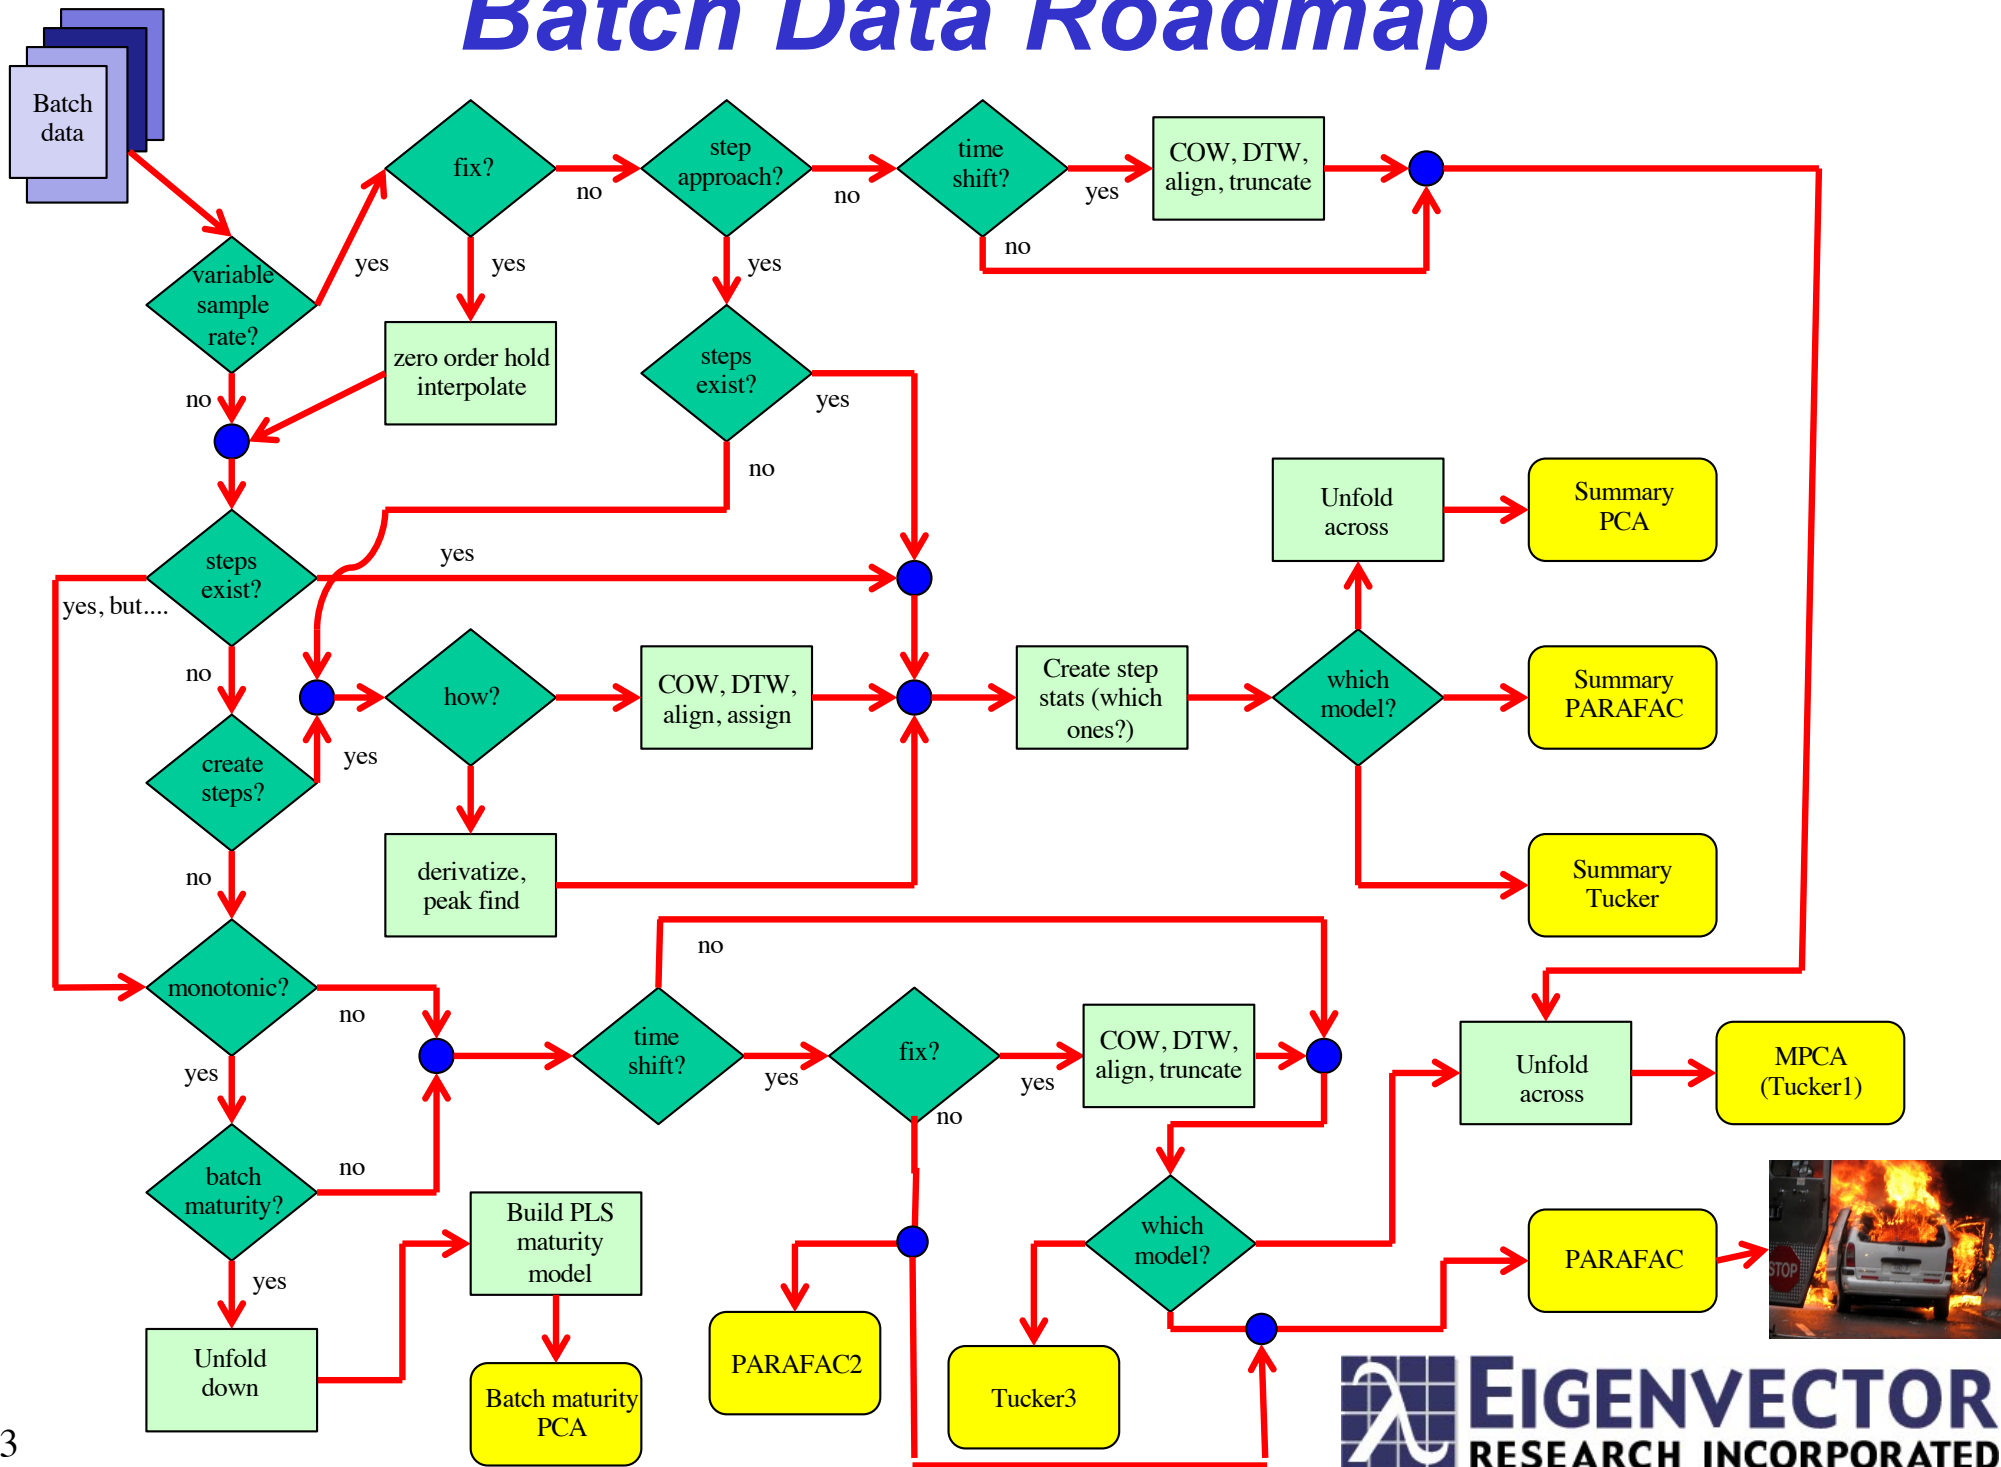 Batch Data Roadmap
Batch
data
fix?
step
approach?
time
shift?
COW, DTW,
align, truncate
no
no
yes
yes
yes
yes
no
variable
sample
rate?
zero order hold
interpolate
steps
exist?
no
yes
no
Unfold
across
Summary
PCA
steps
exist?
yes
yes, but....
no
how?
COW, DTW,
align, assign
Create step
stats (which
ones?)
which
model?
Summary
PARAFAC
create
steps?
yes
no
derivatize,
peak find
Summary
Tucker
no
monotonic?
no
time
shift?
fix?
COW, DTW,
align, truncate
Unfold
across
MPCA
(Tucker1)
yes
yes
yes
no
batch
maturity?
no
Build PLS
maturity
model
which
model?
PARAFAC
STOP
yes
Unfold
down
Batch maturity
PCA
PARAFAC2
Tucker3
EIGENVECTOR
RESEARCH INCORPORATED
3